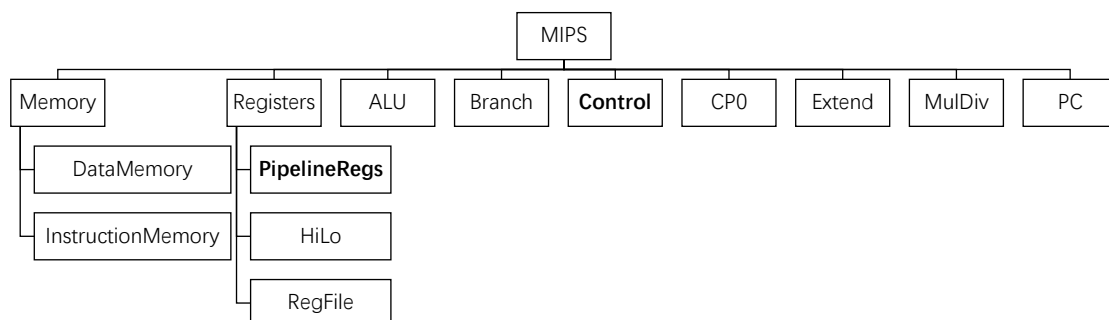 MIPS
Memory
Registers
ALU
Branch
Control
CP0
Extend
MulDiv
PC
DataMemory
PipelineRegs
InstructionMemory
HiLo
RegFile